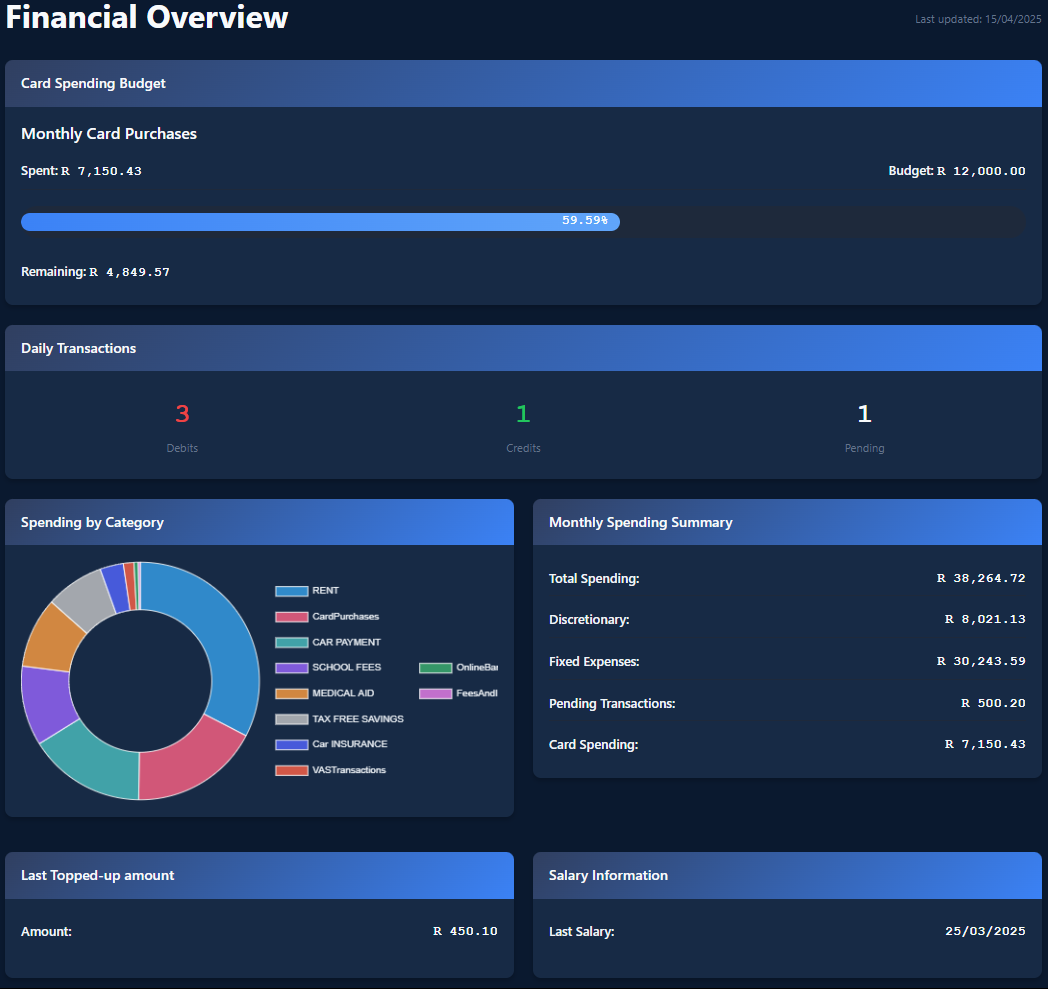 Financial Overview
Last updated: 15/04/2025
Card Spending Budget
Monthly Card Purchases
Spent: R 7,150.43
Budget: R 12,000.00
59.59%
Remaining: R 4,849.57
Daily Transactions
3
Debits
1
Credits
1
Pending
Spending by Category
RENT
CardPurchases
CAR PAYMENT
SCHOOL FEES
MEDICAL AID
TAX FREE SAVINGS
Car INSURANCE
VASTransactions
OnlineBan
FeesAndI
Monthly Spending Summary
Total Spending: R 38,264.72
Discretionary: R 8,021.13
Fixed Expenses: R 30,243.59
Pending Transactions: R 500.20
Card Spending: R 7,150.43
Last Topped-up amount
Amount: R 450.10
Salary Information
Last Salary: 25/03/2025